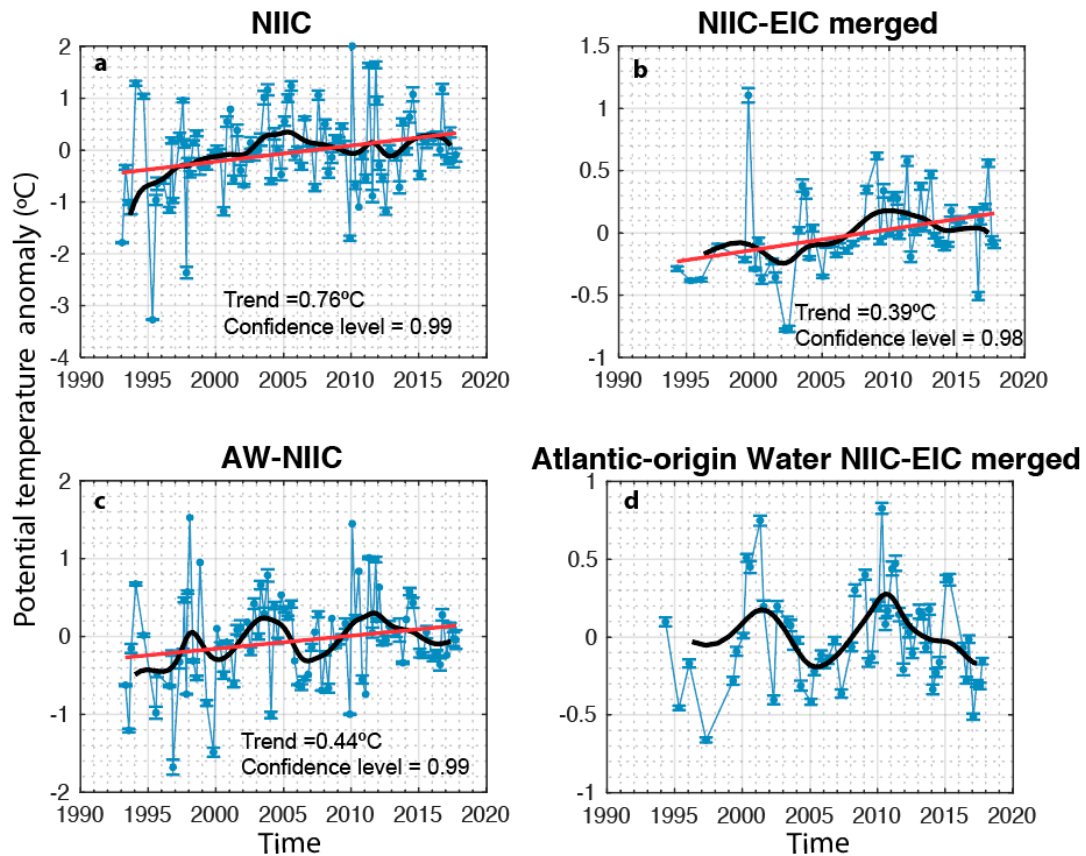 Potential temperature anomaly (ºC)
NIIC
a
2
1
0
-1
-2
-3
-4
Trend =0.76ºC
Confidence level = 0.99
1990 1995 2000 2005 2010 2015 2020
NIIC-EIC merged
b
1.5
1
0.5
0
-0.5
-1
Trend =0.39ºC
Confidence level = 0.98
1990 1995 2000 2005 2010 2015 2020
AW-NIIC
c
2
1
0
-1
-2
Trend =0.44ºC
Confidence level = 0.99
1990 1995 2000 2005 2010 2015 2020
Time
Atlantic-origin Water NIIC-EIC merged
d
1
0.5
0
-0.5
1
1990 1995 2000 2005 2010 2015 2020
Time